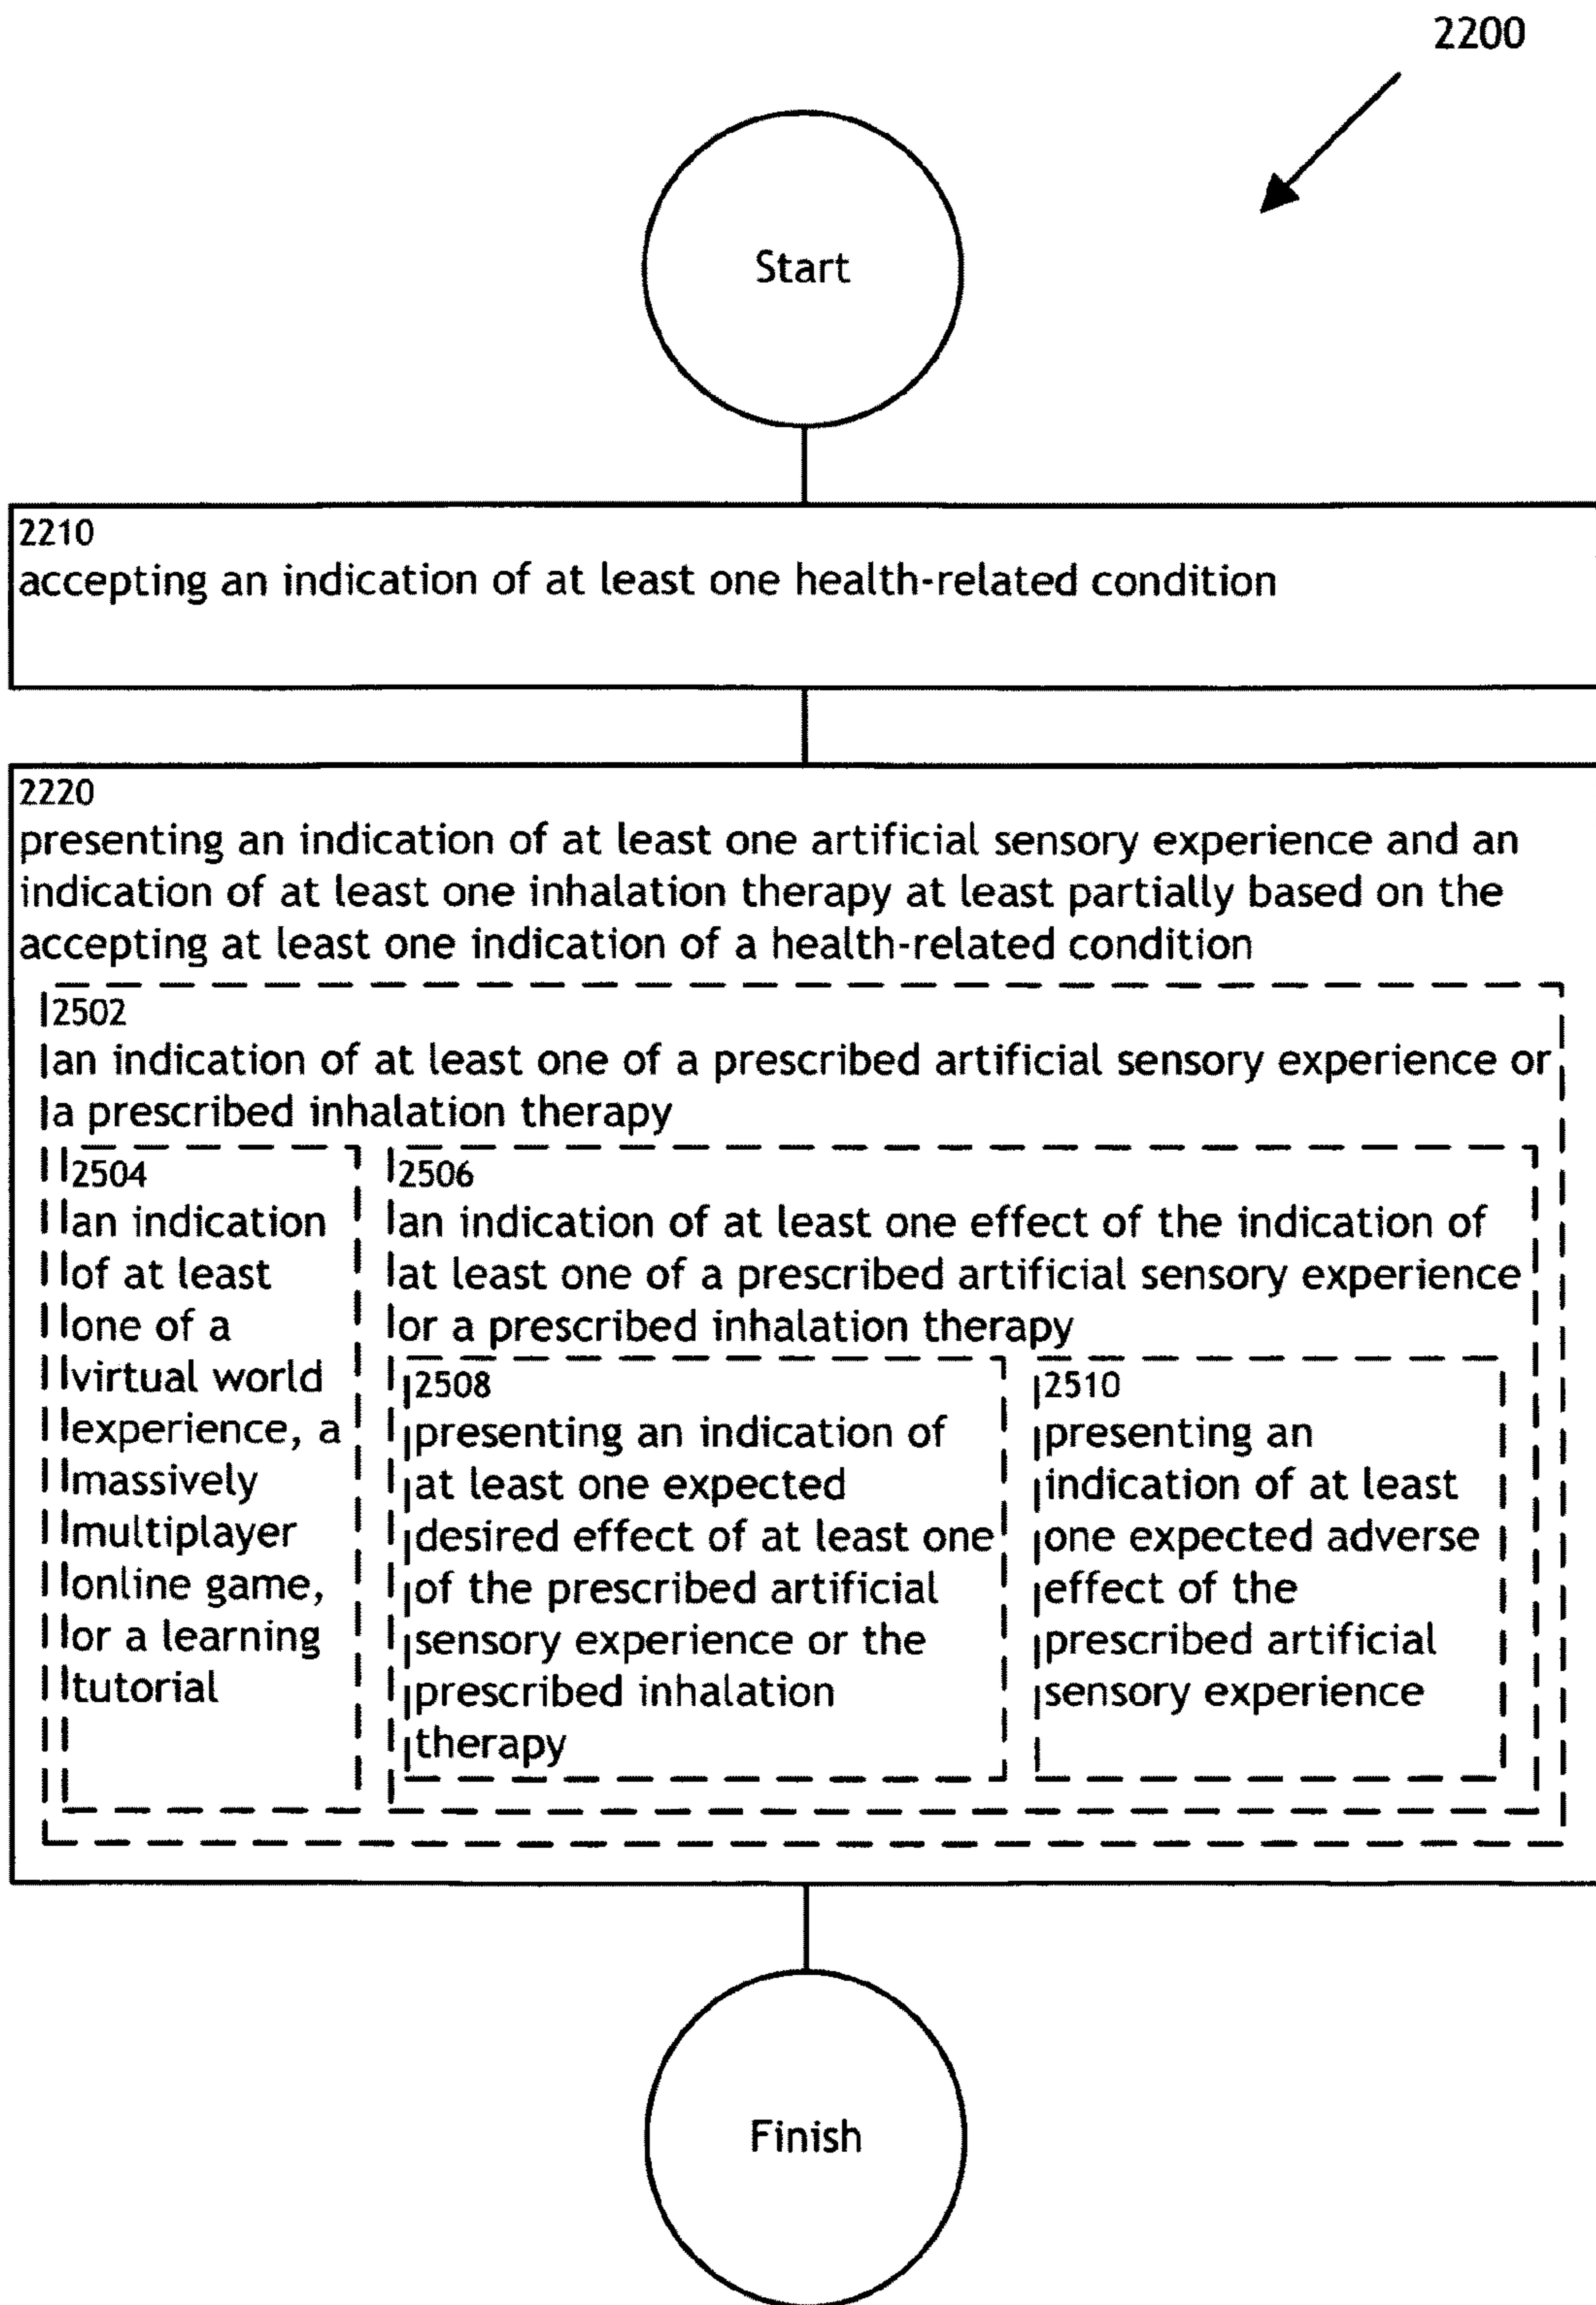 2200
Start
2210
accepting an indication of at least one health-related condition
2220
presenting an indication of at least one artificial sensory experience and an
indication of at least one inhalation therapy at least partially based on the
accepting at least one indication of a health-related condition
2502
an indication of at least one of a prescribed artificial sensory experience or
a prescribed inhalation therapy
2504
an indication
of at least
one of a
virtual world
experience, a
massively
multiplayer
online game,
or a learning
tutorial
2506
an indication of at least one effect of the indication of
at least one of a prescribed artificial sensory experience
or a prescribed inhalation therapy
2508
presenting an indication of
at least one expected
desired effect of at least one
of the prescribed artificial
sensory experience or the
prescribed inhalation
therapy
2510
presenting an
indication of at least
one expected adverse
effect of the
prescribed artificial
sensory experience
Finish